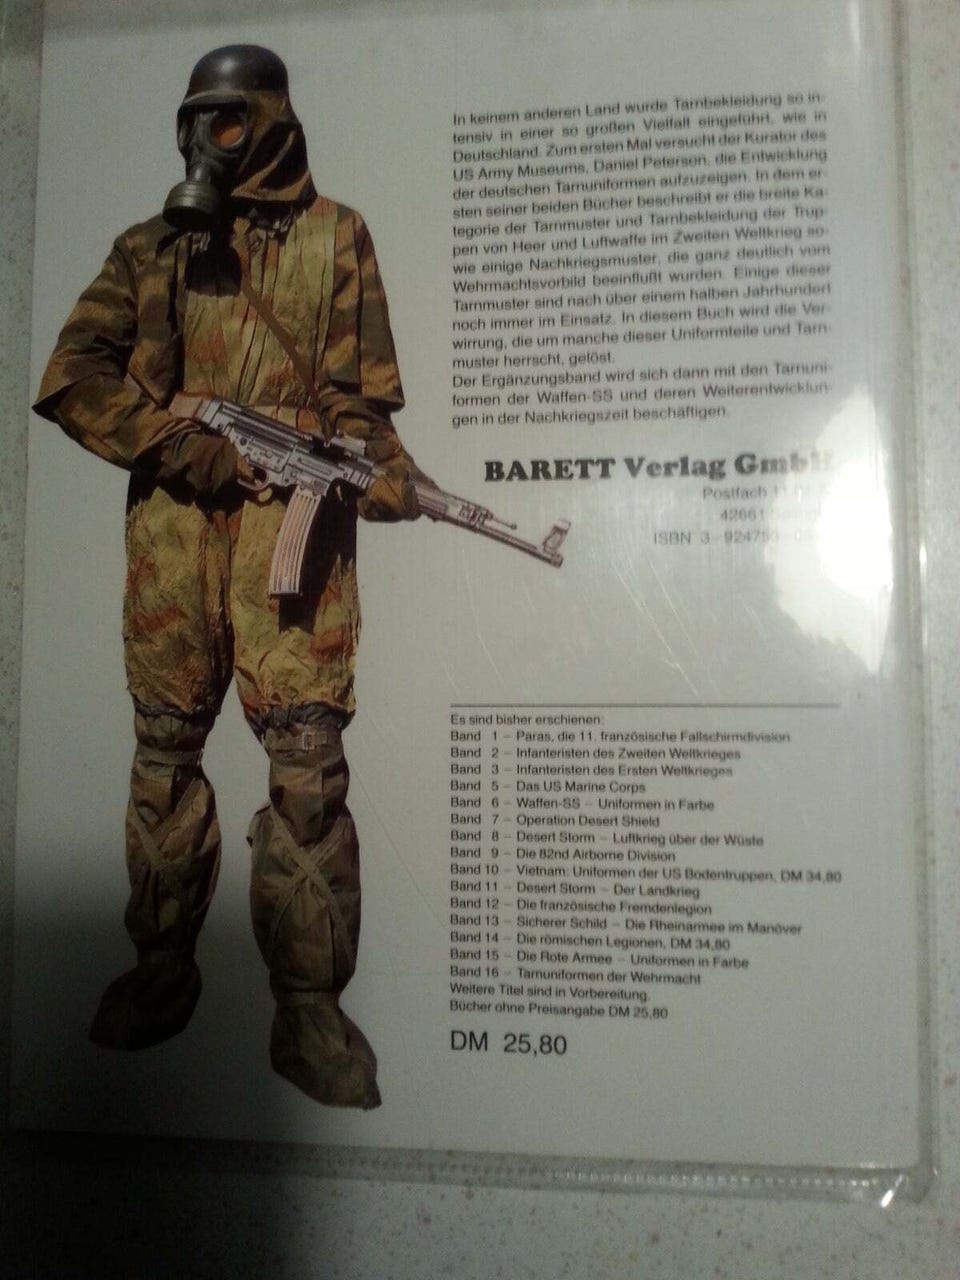 In keinem anderen Land wurde Tarnbekleidung so in-
tensiv in einer so großen Vielfalt eingeführt, wie in
Deutschland. Zum ersten Mal versucht der Kurator des
US Army Museums, Daniel Peterson, die Entwicklung
der deutschen Tarnuniformen aufzuzeigen. In dem er-
sten seiner beiden Bücher beschreibt er die breite Ka-
tegorie der Tarnmuster und Tarnbekleidung der Trup-
pen von Heer und Luftwaffe im Zweiten Weltkrieg so-
wie einige Nachkriegsmuster, die ganz deutlich vom
Wehrmachtsvorbild beeinflußt wurden. Einige dieser
Tarnmuster sind nach über einem halben Jahrhundert
noch immer im Einsatz. In diesem Buch wird die Ver-
wirrung, die um manche dieser Uniformteile und Tarn-
muster herrscht, gelöst.
Der Ergänzungsband wird sich dann mit den Tarnuni-
formen der Waffen-SS und deren Weiterentwicklun-
gen in der Nachkriegszeit beschäftigen.
BARETT Verlag GmbH
Postfach
42661
ISBN 3-924753
Es sind bisher erschienen:
Band 1 – Paras, die 11. französische Fallschirmdivision
Band 2 – Infanteristen des Zweiten Weltkrieges
Band 3 – Infanteristen des Ersten Weltkrieges
Band 5 – Das US Marine Corps
Band 6 – Waffen-SS – Uniformen in Farbe
Band 7 – Operation Desert Shield
Band 8 – Desert Storm – Luftkrieg über der Wüste
Band 9 – Die 82nd Airborne Division
Band 10 – Vietnam: Uniformen der US Bodentruppen, DM 34,80
Band 11 – Desert Storm – Der Landkrieg
Band 12 – Die französische Fremdenlegion
Band 13 – Sicherer Schild – Die Rheinarmee im Manöver
Band 14 – Die römischen Legionen, DM 34,80
Band 15 – Die Rote Armee – Uniformen in Farbe
Band 16 – Tarnuniformen der Wehrmacht
Weitere Titel sind in Vorbereitung.
Bücher ohne Preisangabe DM 25,80
DM 25,80